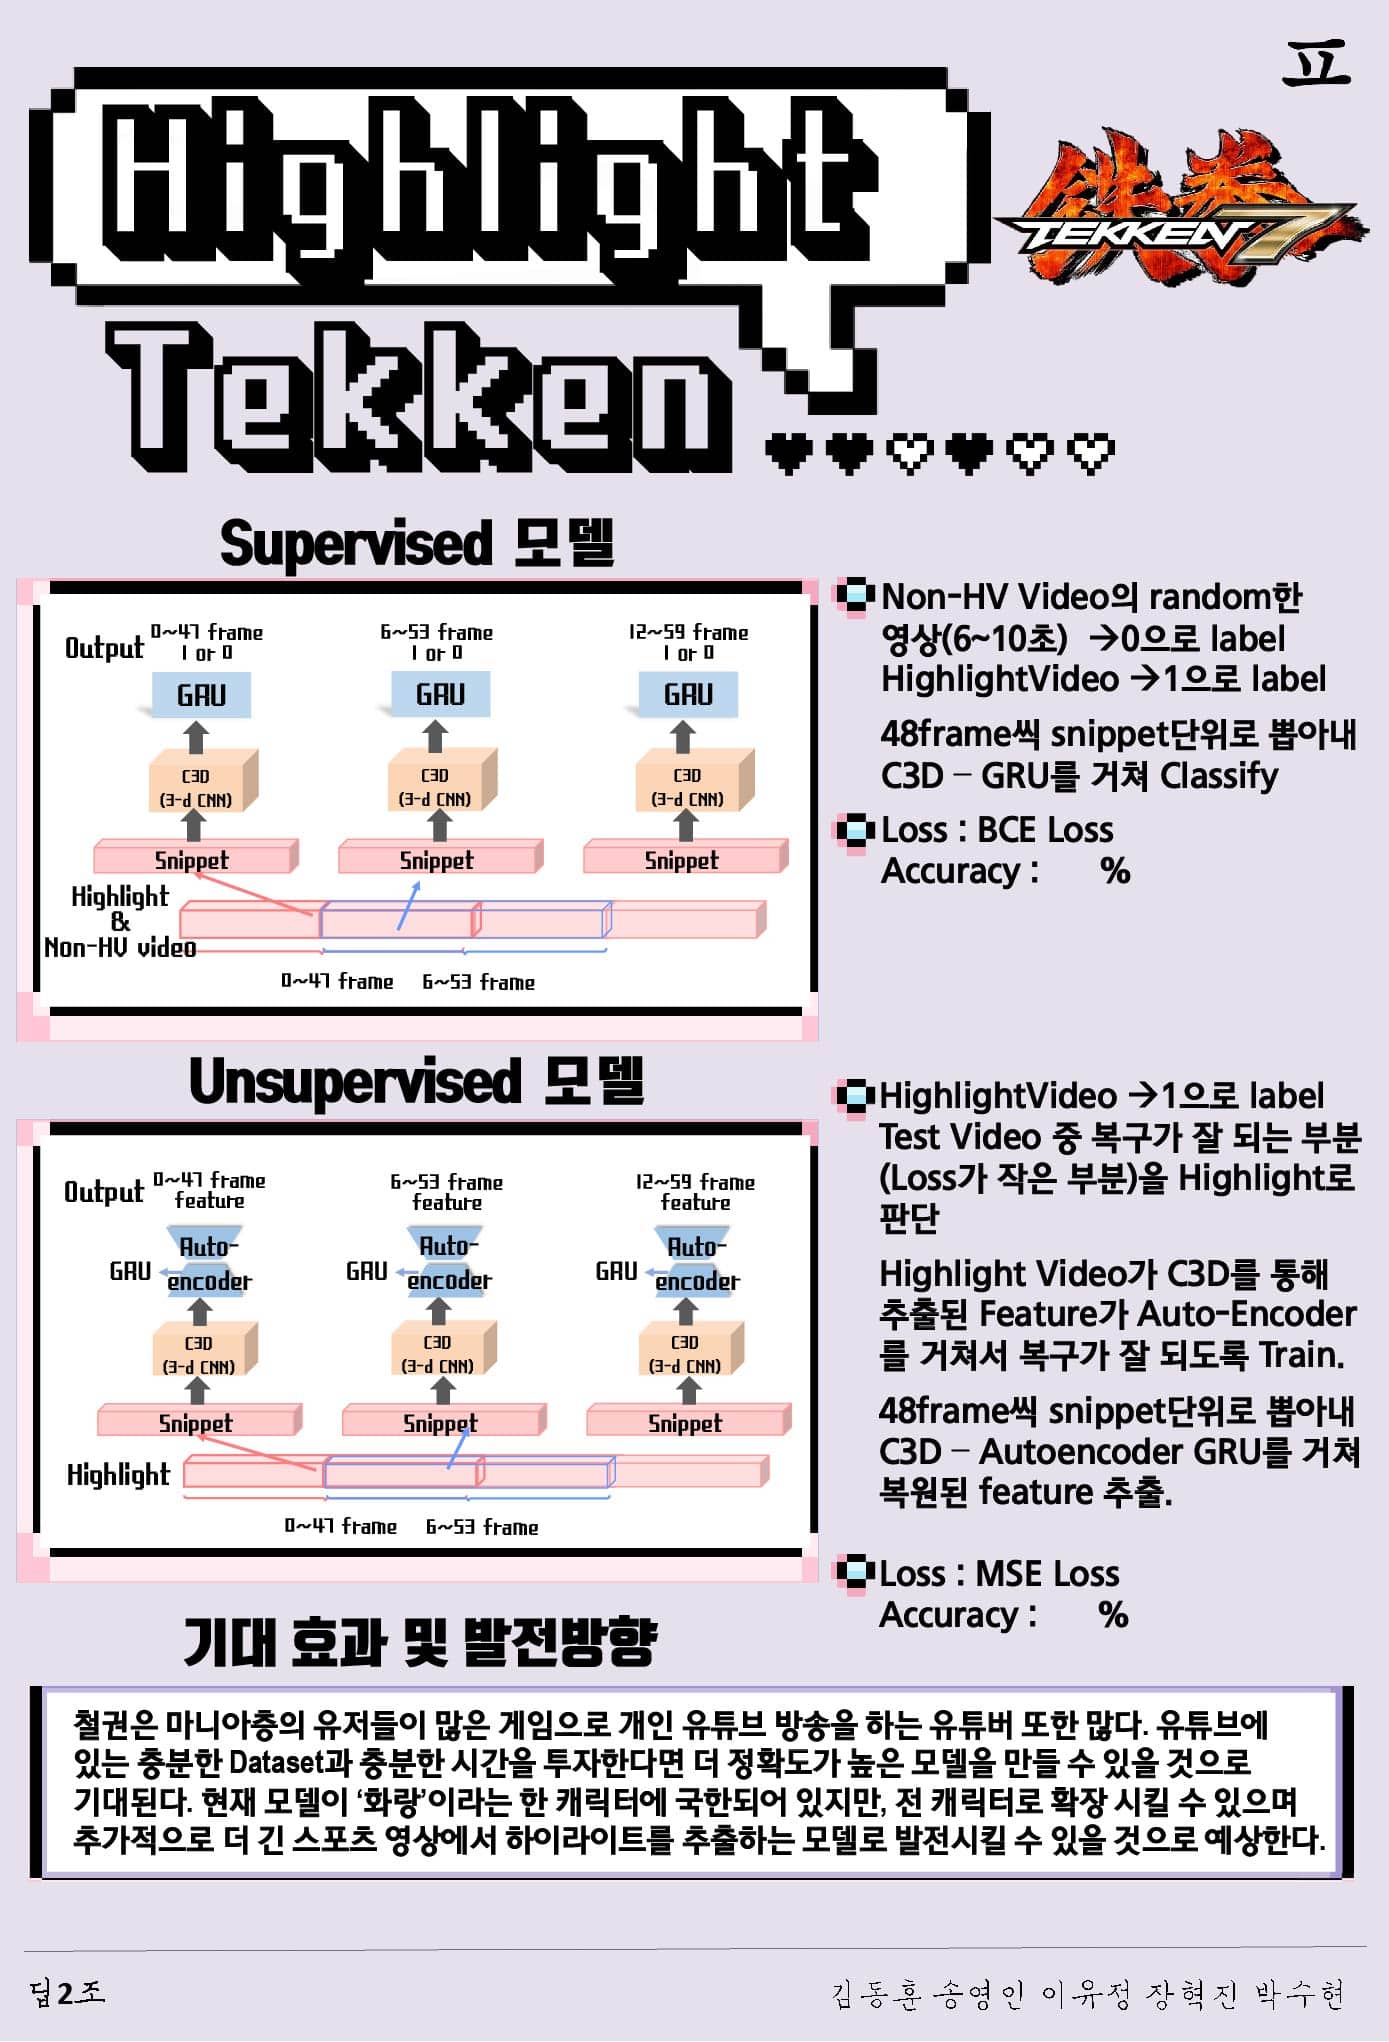 ㅍ
Highlight
鉄拳
TEKKEN 7
Tekken
Supervised 모델
Output
0~47 frame
1 or 0
6~53 frame
1 or 0
12~59 frame
1 or 0
GRU
GRU
GRU
C3D
(3-d CNN)
C3D
(3-d CNN)
C3D
(3-d CNN)
Snippet
Snippet
Snippet
Highlight
&
Non-HV video
0~47 frame
6~53 frame
Non-HV Video의 random한
영상(6~10초) →0으로 label
HighlightVideo →1으로 label
48frame씩 snippet단위로 뽑아내
C3D – GRU를 거쳐 Classify
Loss : BCE Loss
Accuracy : %
Unsupervised 모델
Output
0~47 frame
feature
6~53 frame
feature
12~59 frame
feature
GRU
Auto-
encoder
GRU
Auto-
encoder
GRU
Auto-
encoder
C3D
(3-d CNN)
C3D
(3-d CNN)
C3D
(3-d CNN)
Snippet
Snippet
Snippet
Highlight
0~47 frame
6~53 frame
HighlightVideo →1으로 label
Test Video 중 복구가 잘 되는 부분
(Loss가 작은 부분)을 Highlight로
판단
Highlight Video가 C3D를 통해
추출된 Feature가 Auto-Encoder
를 거쳐서 복구가 잘 되도록 Train.
48frame씩 snippet단위로 뽑아내
C3D – Autoencoder GRU를 거쳐
복원된 feature 추출.
Loss : MSE Loss
Accuracy : %
기대 효과 및 발전방향
철권은 마니아층의 유저들이 많은 게임으로 개인 유튜브 방송을 하는 유튜버 또한 많다. 유튜브에
있는 충분한 Dataset과 충분한 시간을 투자한다면 더 정확도가 높은 모델을 만들 수 있을 것으로
기대된다. 현재 모델이 ‘화랑’이라는 한 캐릭터에 국한되어 있지만, 전 캐릭터로 확장 시킬 수 있으며
추가적으로 더 긴 스포츠 영상에서 하이라이트를 추출하는 모델로 발전시킬 수 있을 것으로 예상한다.
딥2조
김동훈 송영인 이유정 장혁진 박수현